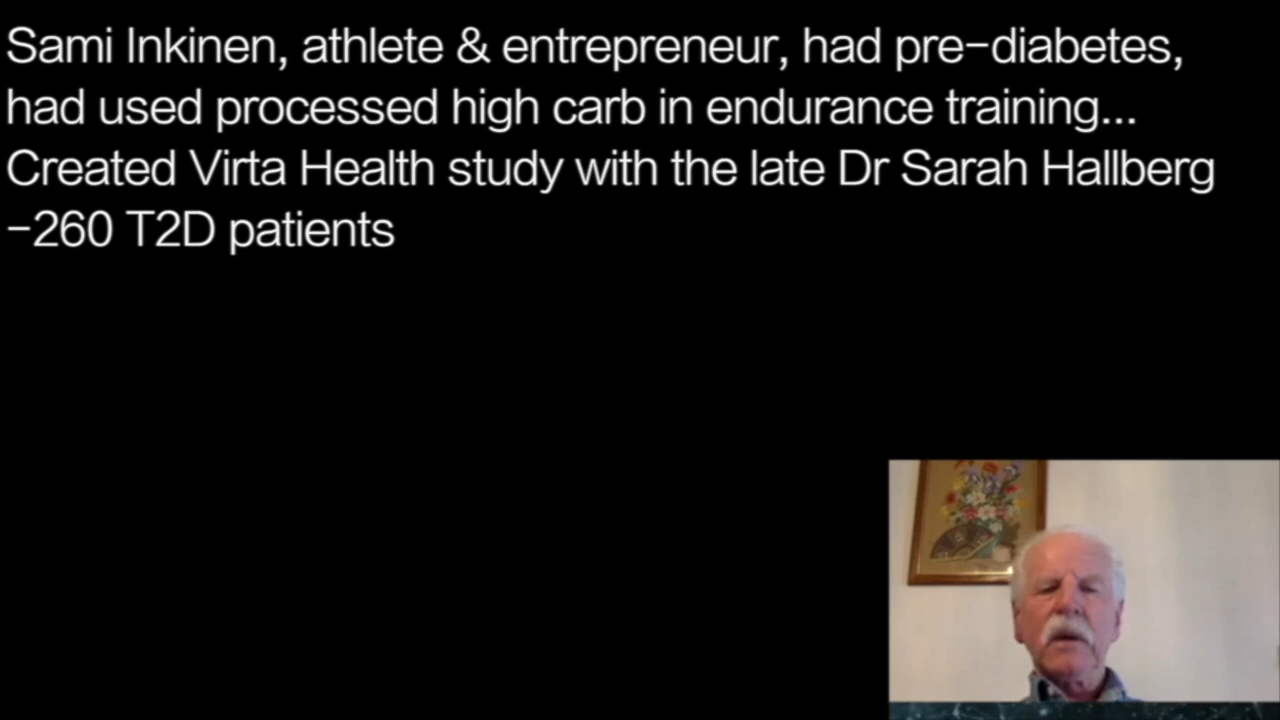 Sami Inkinen, athlete & entrepreneur, had pre-diabetes,
had used processed high carb in endurance training...
Created Virta Health study with the late Dr Sarah Hallberg
-260 T2D patients